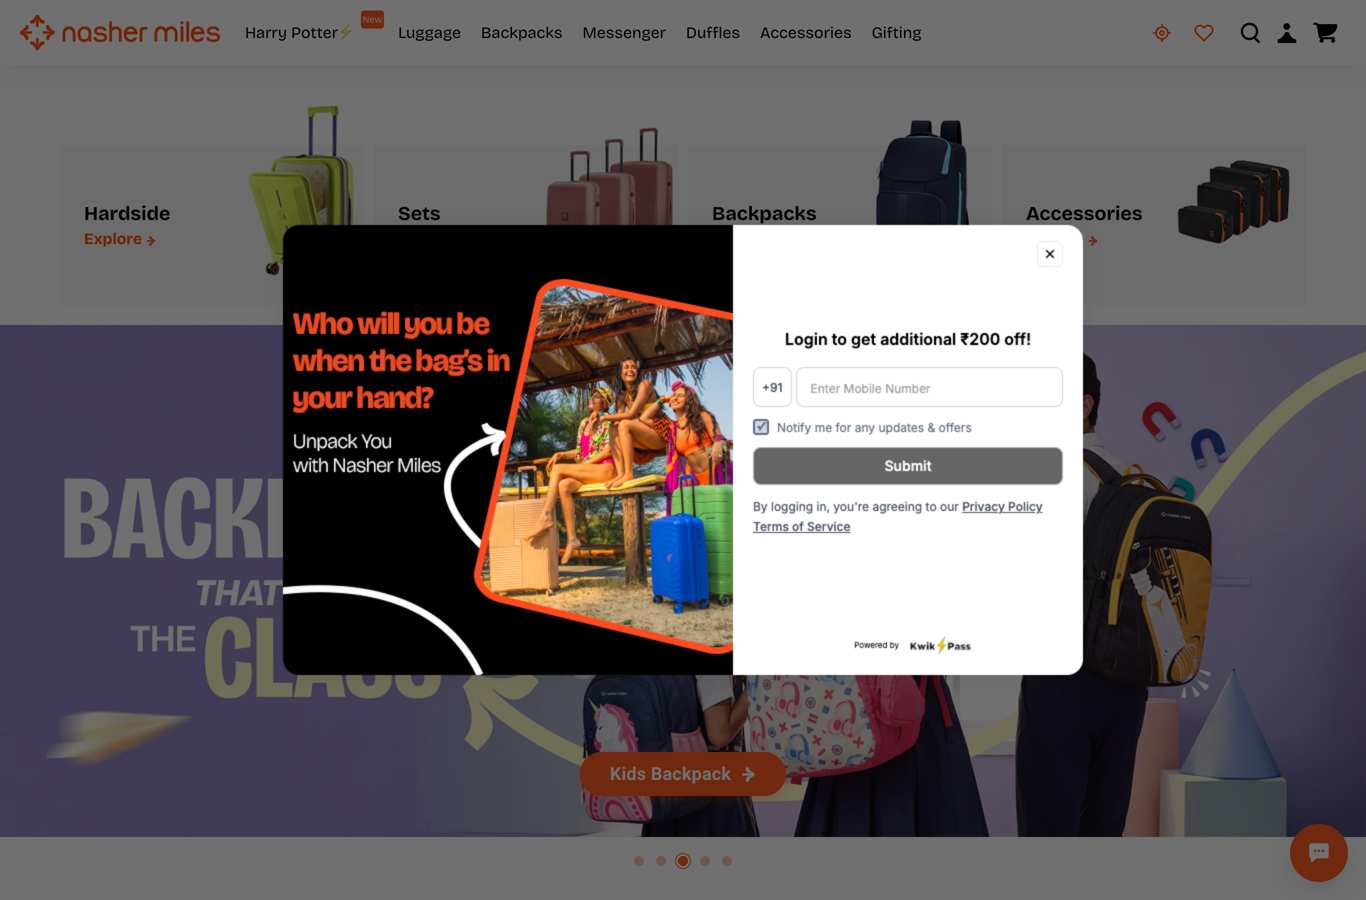 nasher miles
Harry Potter⚡
New
Luggage
Backpacks
Messenger
Duffles
Accessories
Gifting
Hardside
Explore →
Sets
Backpacks
Accessories
→
Who will you be
when the bag's in
your hand?
Unpack You
with Nasher Miles
×
Login to get additional ₹200 off!
+91
Enter Mobile Number
Notify me for any updates & offers
Submit
By logging in, you're agreeing to our Privacy Policy
Terms of Service
Powered by Kwik⚡Pass
THAT
THE
Kids Backpack →